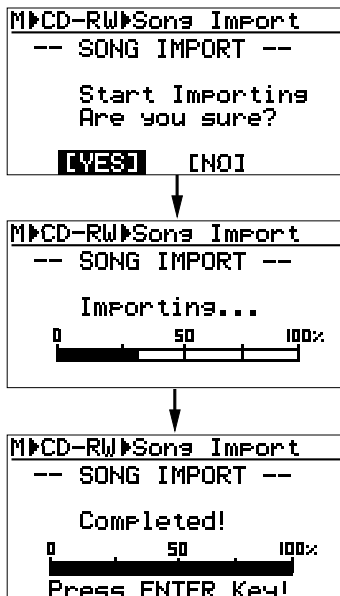 M▶CD-RW▶Song Import
-- SONG IMPORT --
Start Importing
Are you sure?
[YES] [NO]
M▶CD-RW▶Song Import
-- SONG IMPORT --
Importing...
0 50 100%
M▶CD-RW▶Song Import
-- SONG IMPORT --
Completed!
0 50 100%
Press ENTER Key!